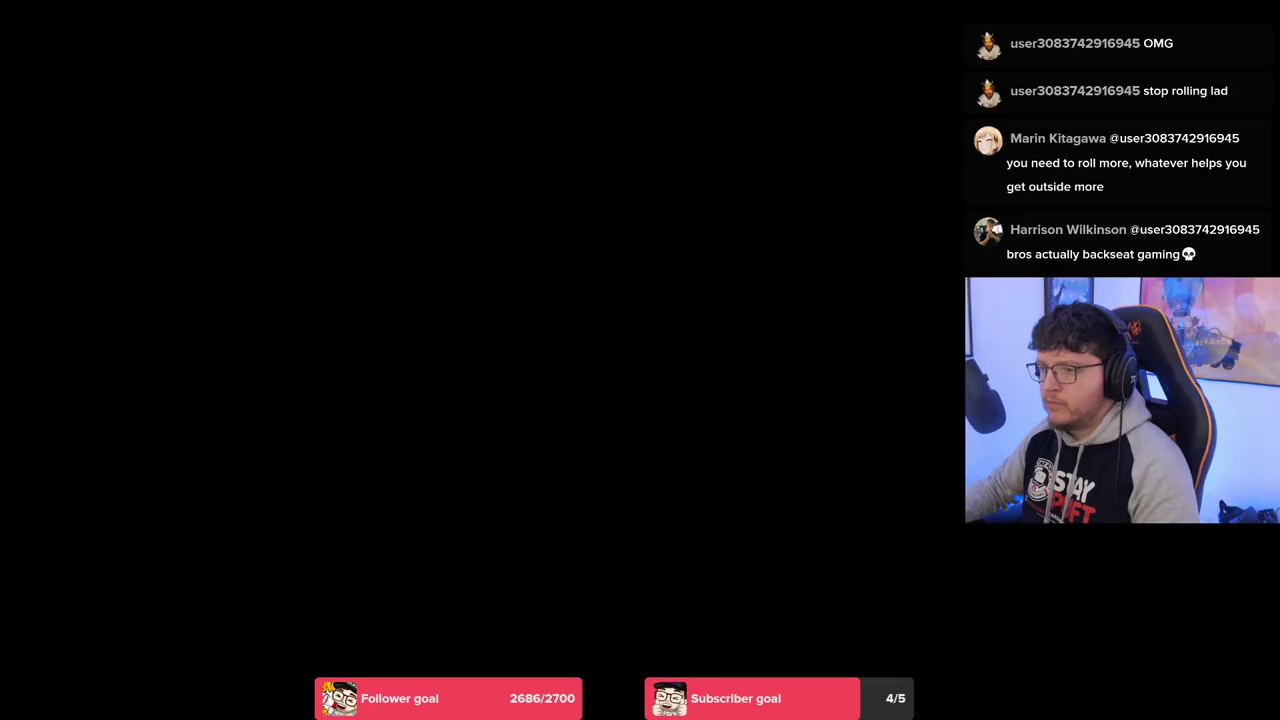 user3083742916945 OMG
user3083742916945 stop rolling lad
Marin Kitagawa @user3083742916945
you need to roll more, whatever helps you
get outside more
Harrison Wilkinson @user3083742916945
bros actually backseat gaming💀
STAY
PUFT
Follower goal 2686/2700
Subscriber goal 4/5